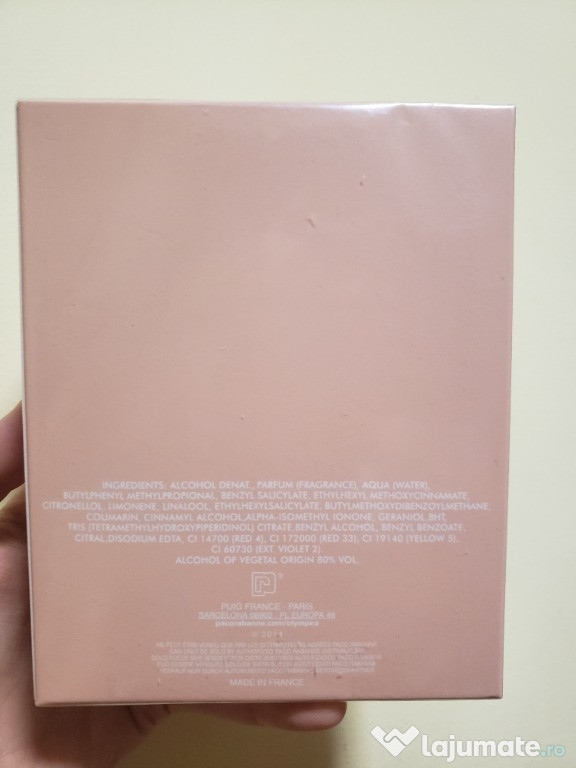 INGREDIENTS: ALCOHOL DENAT., PARFUM (FRAGRANCE), AQUA (WATER),
BUTYLPHENYL METHYLPROPIONAL, BENZYL SALICYLATE, ETHYLHEXYL METHOXYCINNAMATE,
CITRONELLOL, LIMONENE, LINALOOL, ETHYLHEXYLSALICYLATE, BUTYLMETHOXYDIBENZOYLMETHANE,
COUMARIN, CINNAMYL ALCOHOL,ALPHA-ISOMETHYL IONONE, GERANIOL,BHT,
TRIS (TETRAMETHYLHYDROXYPIPERIDINOL) CITRATE,BENZYL ALCOHOL, BENZYL BENZOATE,
CITRAL,DISODIUM EDTA, CI 14700 (RED 4), CI 172000 (RED 33), CI 19140 (YELLOW 5),
CI 60730 (EXT. VIOLET 2).
ALCOHOL OF VEGETAL ORIGIN 80% VOL.
PUIG FRANCE - PARIS
BARCELONA 08902 - PL. EUROPA 46
pacorabanne.com/olympea
MADE IN FRANCE
lajumate.ro